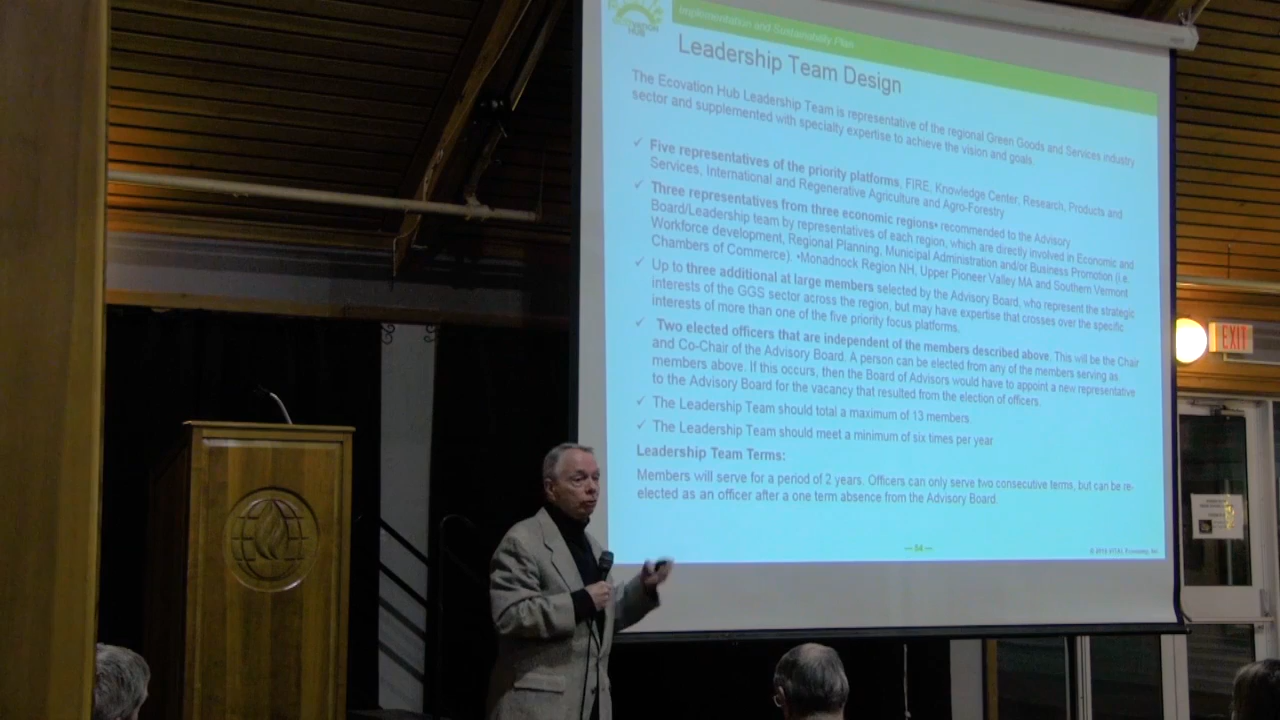 HUB
Implementation and Sustainability Plan
Leadership Team Design
The Ecovation Hub Leadership Team is representative of the regional Green Goods and Services industry
sector and supplemented with specialty expertise to achieve the vision and goals.
✓ Five representatives of the priority platforms, FIRE, Knowledge Center, Research, Products and
Services, International and Regenerative Agriculture and Agro-Forestry
✓ Three representatives from three economic regions• recommended to the Advisory
Board/Leadership team by representatives of each region, which are directly involved in Economic and
Workforce development, Regional Planning, Municipal Administration and/or Business Promotion (i.e.
Chambers of Commerce). •Monadnock Region NH, Upper Pioneer Valley MA and Southern Vermont
✓ Up to three additional at large members selected by the Advisory Board, who represent the strategic
interests of the GGS sector across the region, but may have expertise that crosses over the specific
interests of more than one of the five priority focus platforms.
✓ Two elected officers that are independent of the members described above. This will be the Chair
and Co-Chair of the Advisory Board. A person can be elected from any of the members serving as
members above. If this occurs, then the Board of Advisors would have to appoint a new representative
to the Advisory Board for the vacancy that resulted from the election of officers.
✓ The Leadership Team should total a maximum of 13 members
✓ The Leadership Team should meet a minimum of six times per year
Leadership Team Terms:
Members will serve for a period of 2 years. Officers can only serve two consecutive terms, but can be re-
elected as an officer after a one term absence from the Advisory Board.
EXIT